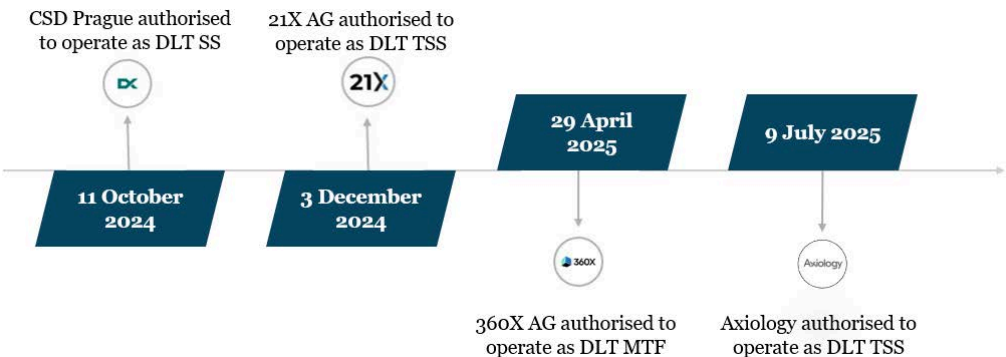 CSD Prague authorised
to operate as DLT SS
21X AG authorised to
operate as DLT TSS
21X
29 April
2025
9 July 2025
11 October
2024
3 December
2024
360X
Axiology
360X AG authorised to
operate as DLT MTF
Axiology authorised to
operate as DLT TSS